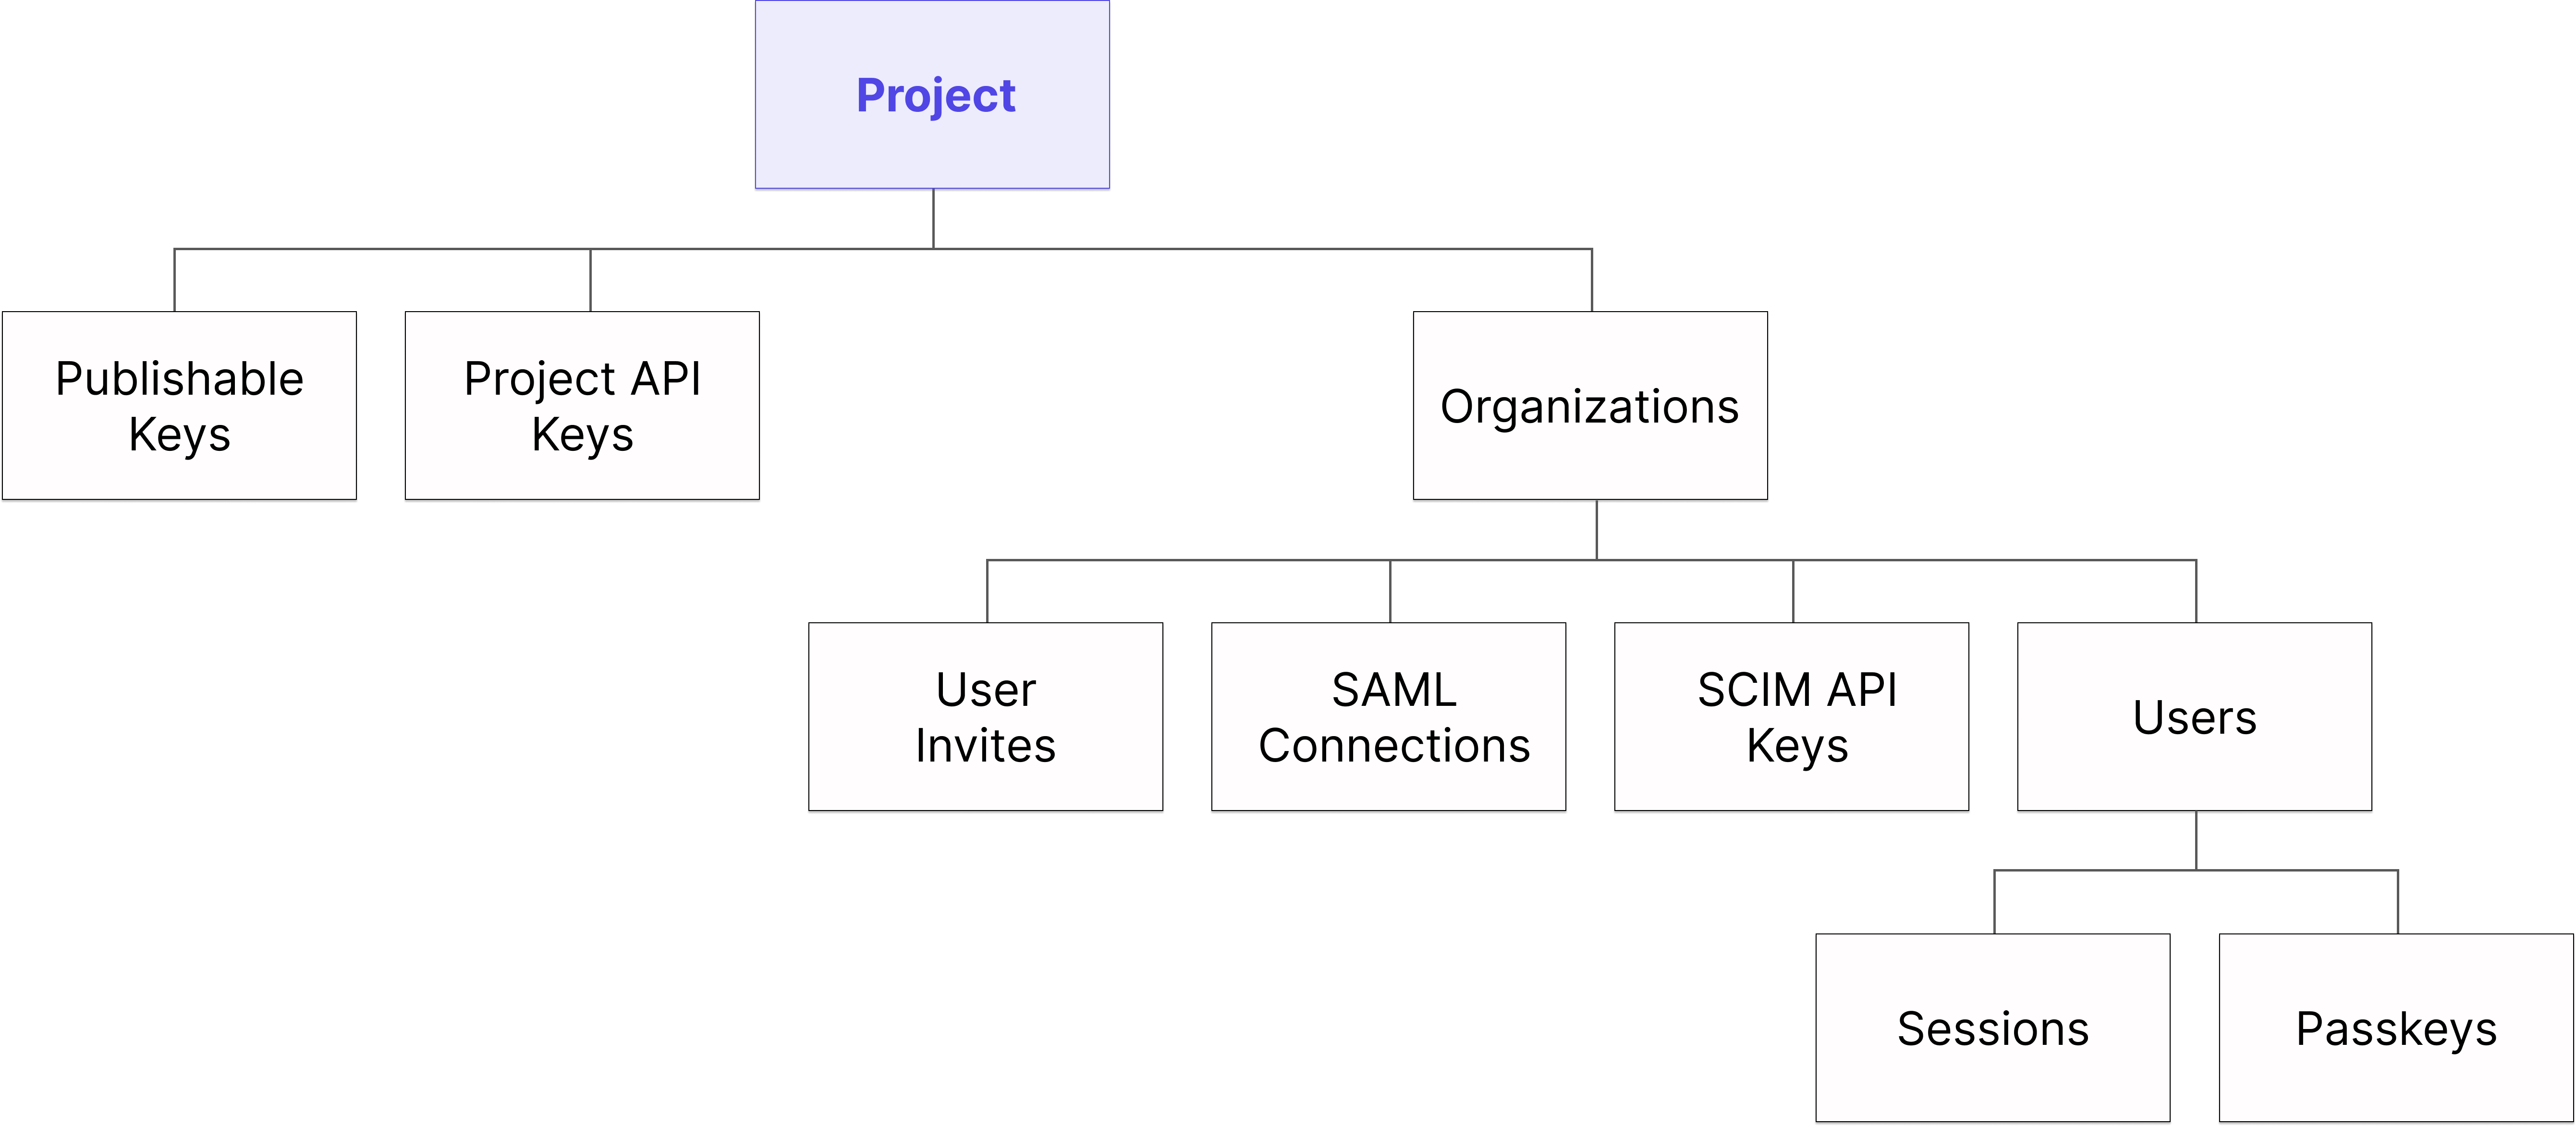 Project
Publishable
Keys
Project API
Keys
Organizations
User
Invites
SAML
Connections
SCIM API
Keys
Users
Sessions
Passkeys